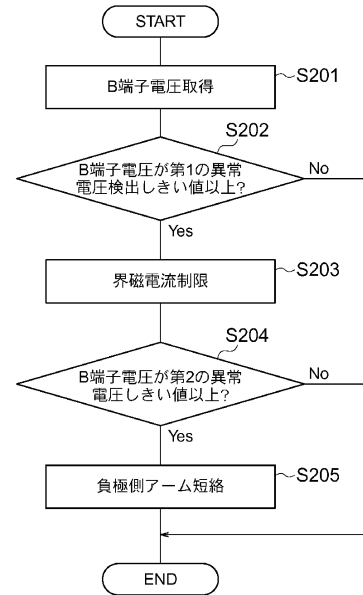 START
B端子電圧取得
S201
S202
B端子電圧が第1の異常
電圧検出しきい値以上?
No
Yes
界磁電流制限
S203
S204
B端子電圧が第2の異常
電圧しきい値以上?
No
Yes
負極側アーム短絡
S205
END